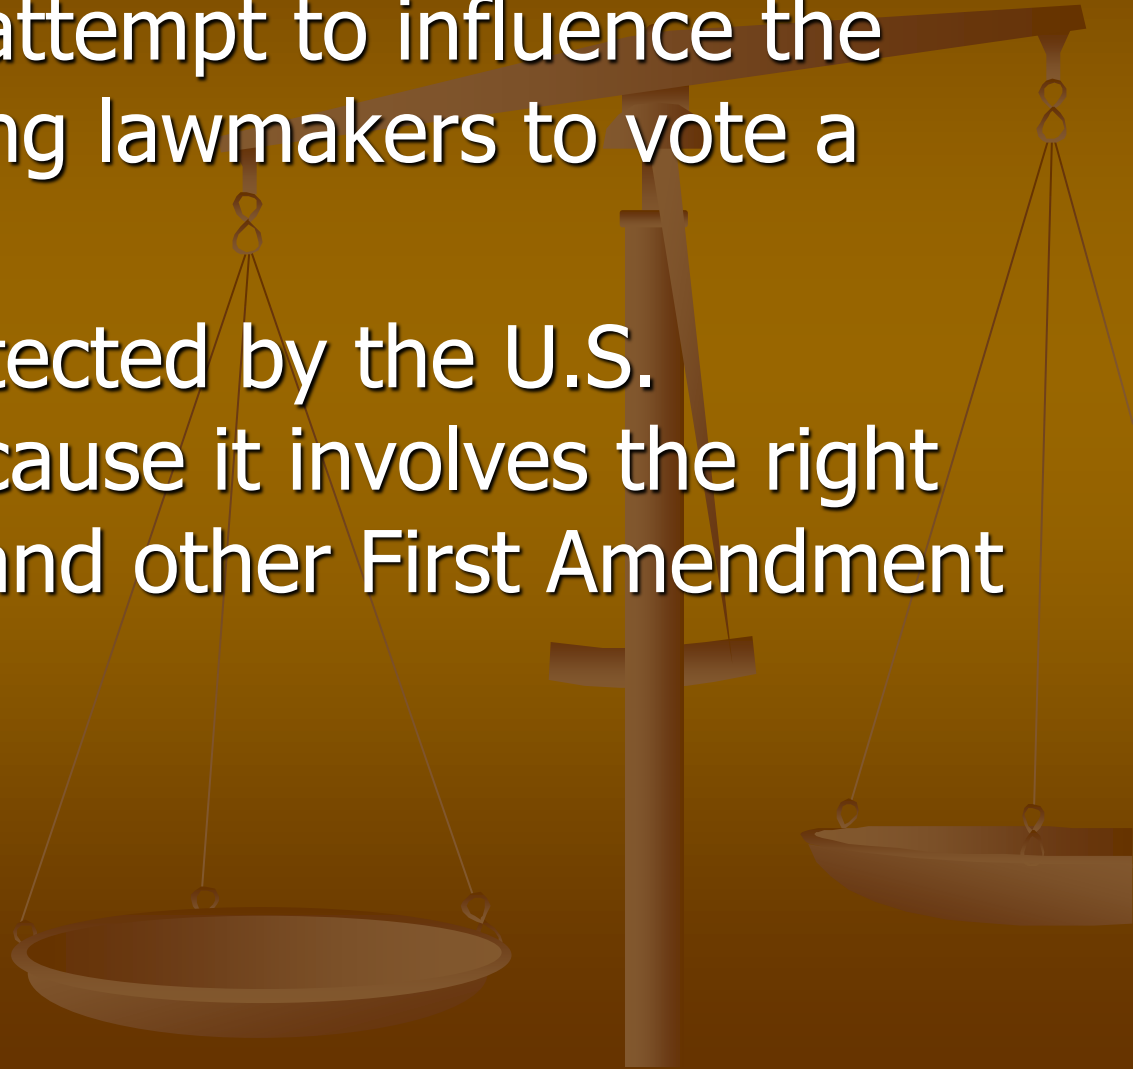 attempt to influence the
ng lawmakers to vote a
tected by the U.S.
cause it involves the right
and other First Amendment